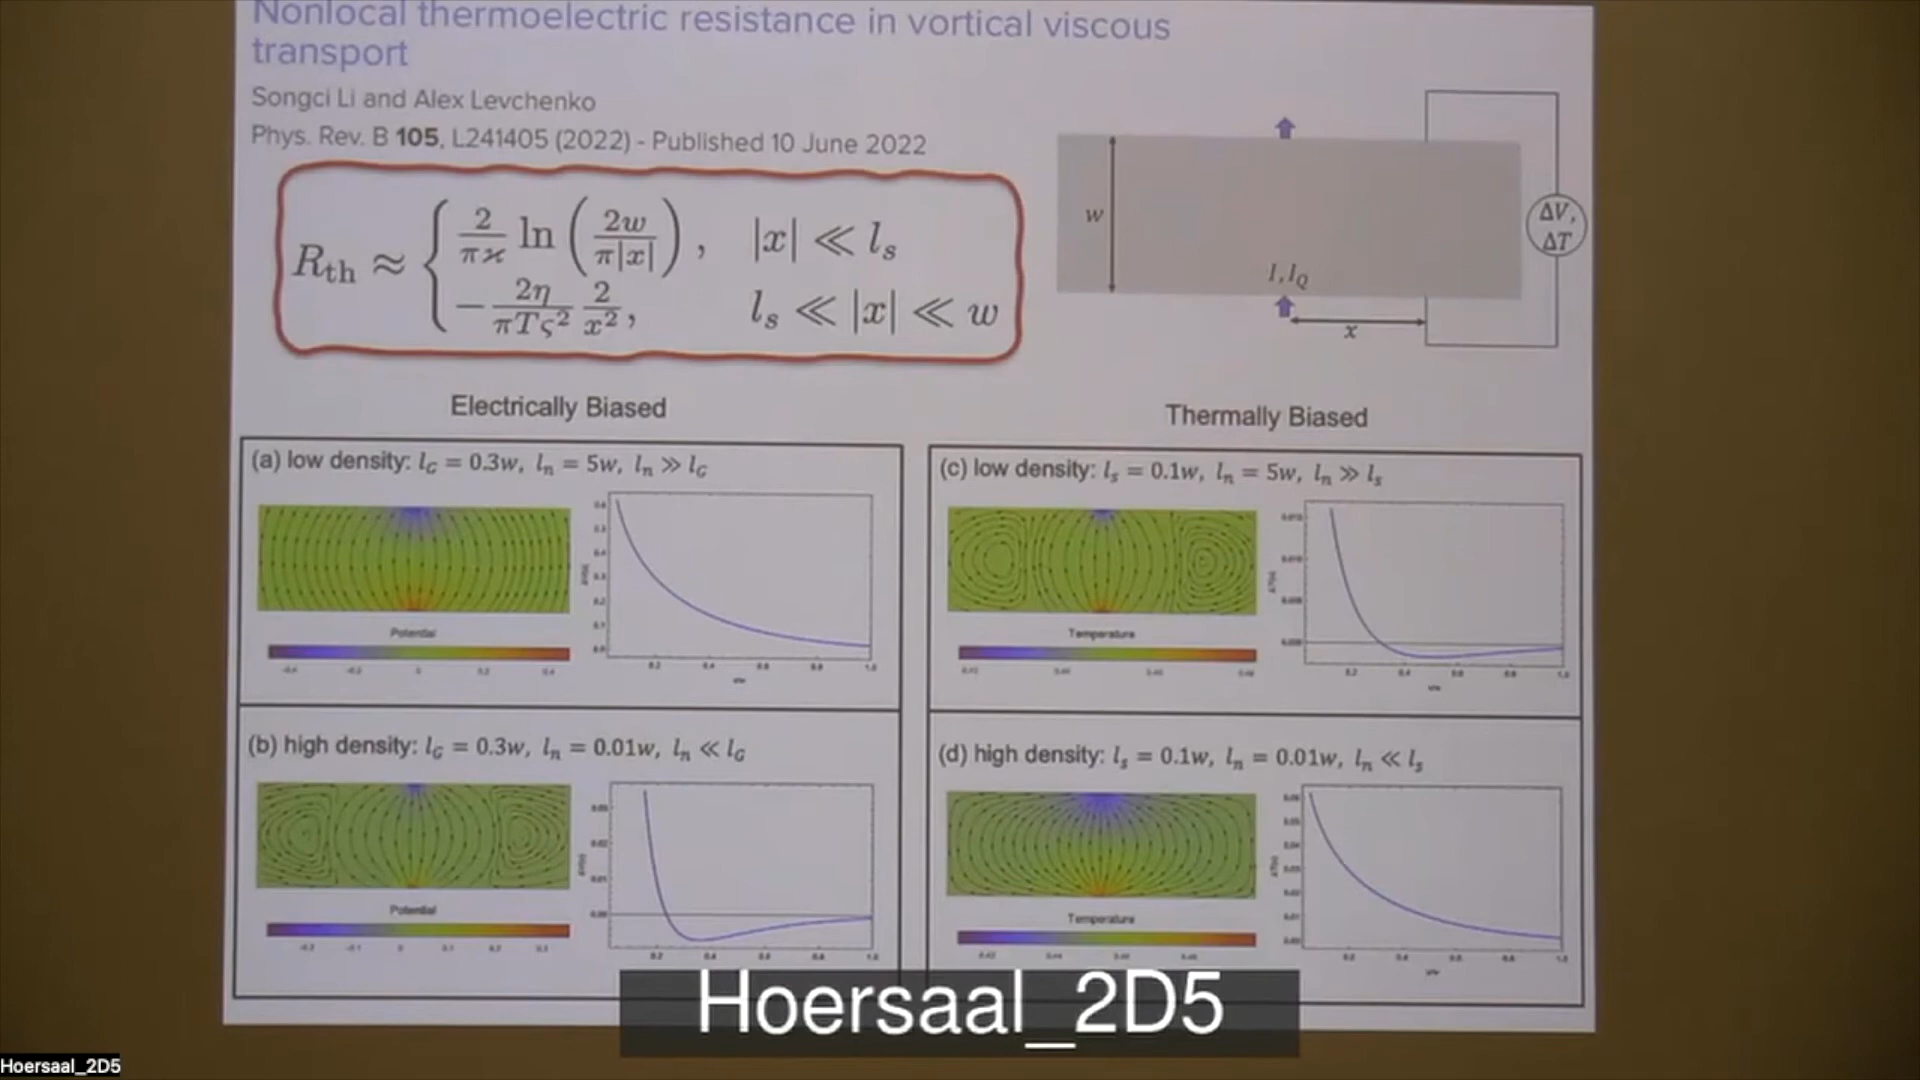 Nonlocal thermoelectric resistance in vortical viscous
transport
Songci Li and Alex Levchenko
Phys. Rev. B 105, L241405 (2022) - Published 10 June 2022
R_th ≈ { 2/(πϰ) ln (2w/(π|x|)), |x| ≪ l_s
− 2η/(πTς²) 2/x², l_s ≪ |x| ≪ w
w
I, I_Q
x
ΔV,
ΔT
Electrically Biased
Thermally Biased
(a) low density: l_G = 0.3w, l_n = 5w, l_n ≫ l_G
Potential
(c) low density: l_s = 0.1w, l_n = 5w, l_n ≫ l_s
Temperature
(b) high density: l_G = 0.3w, l_n = 0.01w, l_n ≪ l_G
Potential
(d) high density: l_s = 0.1w, l_n = 0.01w, l_n ≪ l_s
Temperature
Hoersaal_2D5
Hoersaal_2D5